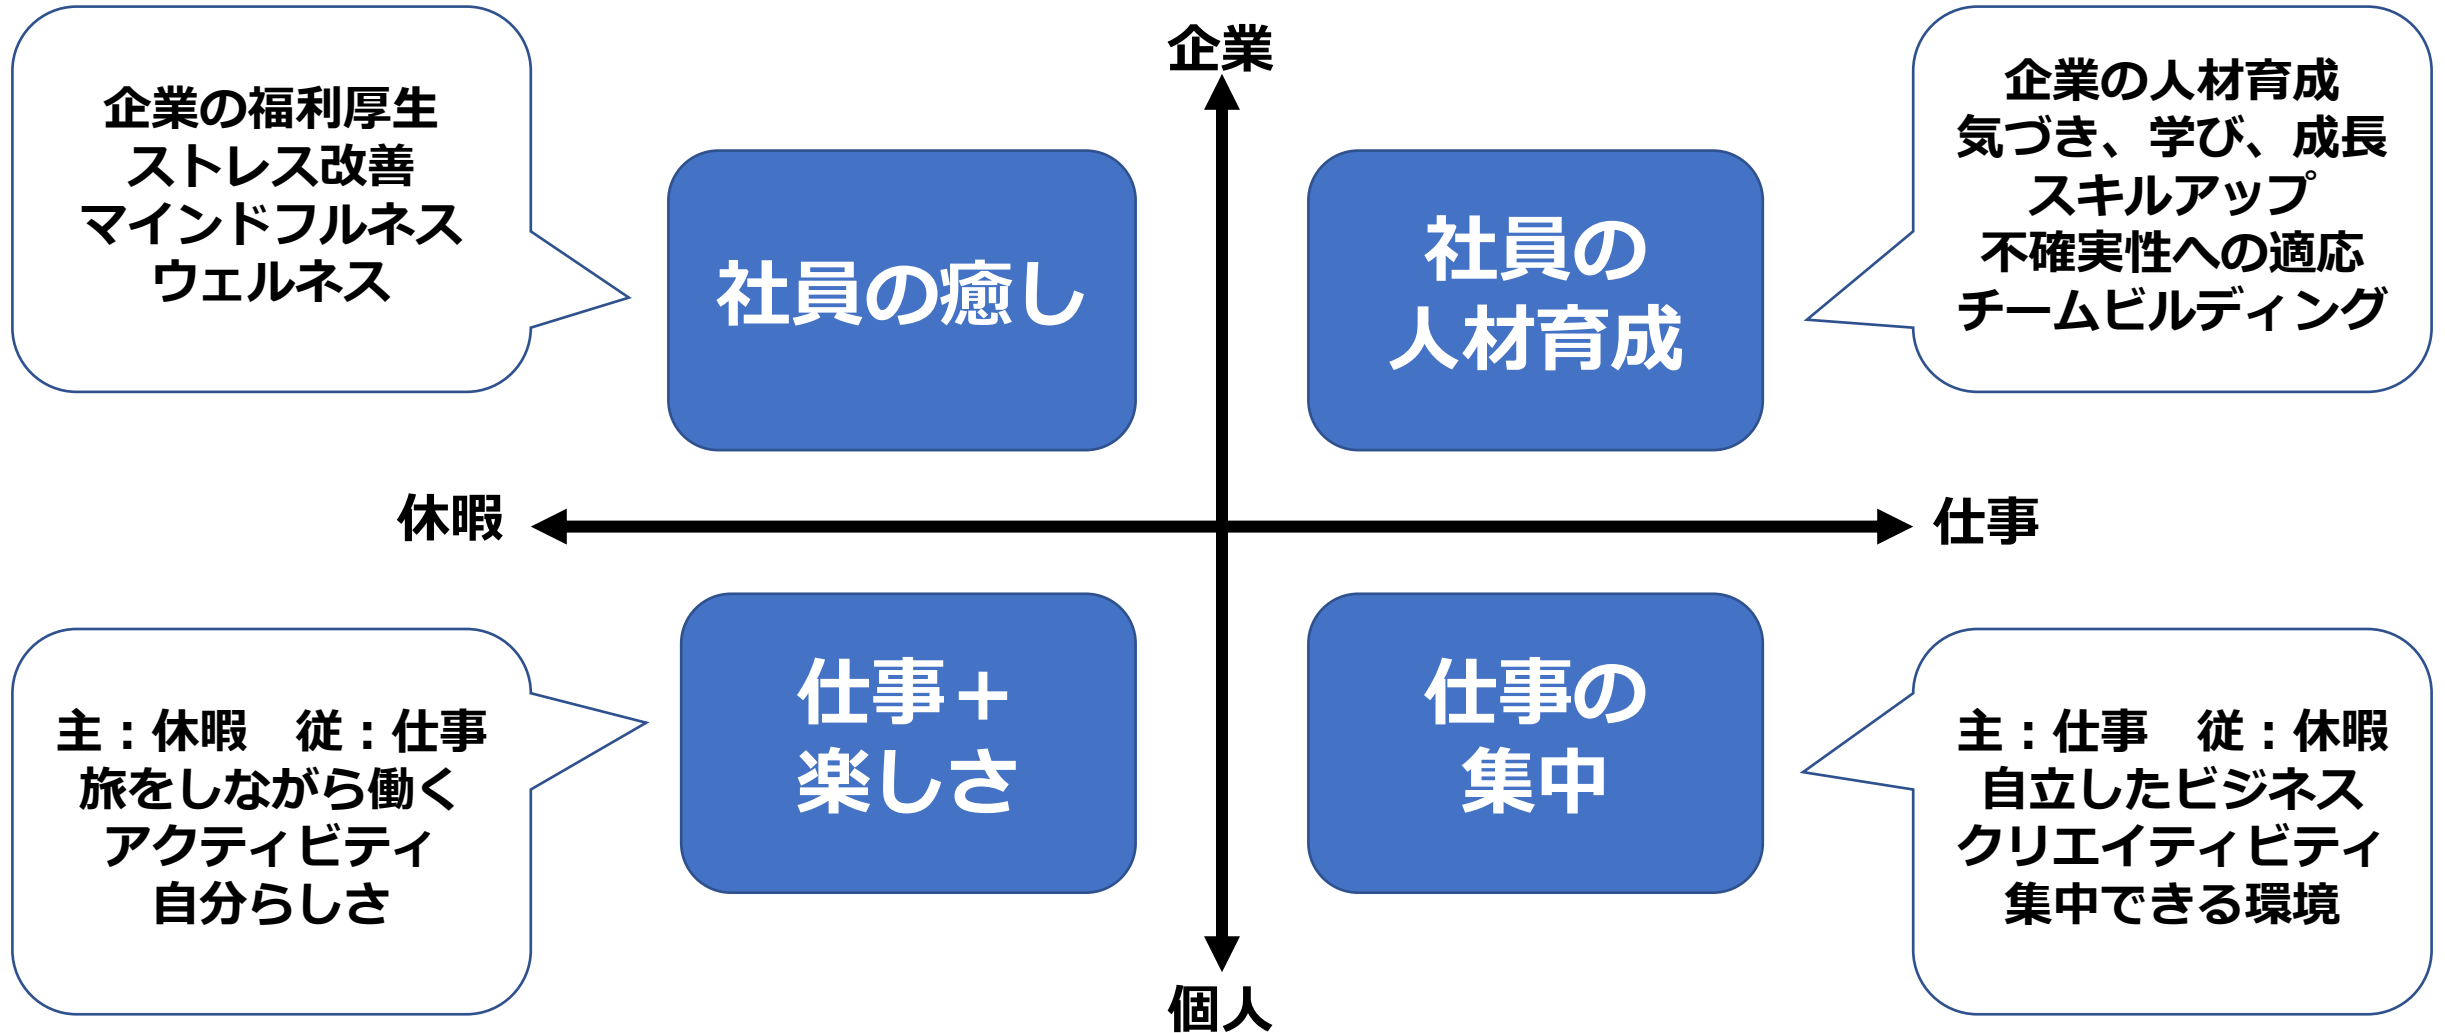 企業
企業の福利厚生
ストレス改善
マインドフルネス
ウェルネス
社員の癒し
社員の
人材育成
企業の人材育成
気づき、学び、成長
スキルアップ
不確実性への適応
チームビルディング
休暇
仕事
主：休暇　従：仕事
旅をしながら働く
アクティビティ
自分らしさ
仕事＋
楽しさ
仕事の
集中
主：仕事　従：休暇
自立したビジネス
クリエイティビティ
集中できる環境
個人